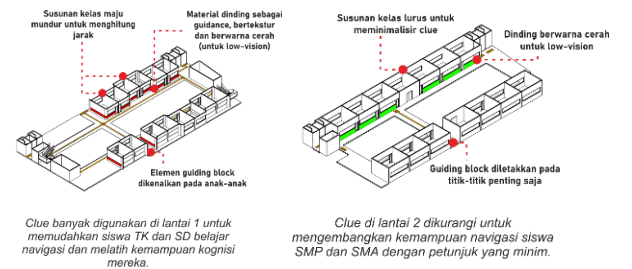 Susunan kelas maju
mundur untuk menghitung
jarak
Material dinding sebagai
guidance, bertekstur
dan berwarna cerah
(untuk low-vision)
Elemen guiding block
dikenalkan pada anak-anak
Clue banyak digunakan di lantai 1 untuk
memudahkan siswa TK dan SD belajar
navigasi dan melatih kemampuan kognisi
mereka.
Susunan kelas lurus untuk
meminimalisir clue
Dinding berwarna cerah
untuk low-vision
Guiding block diletakkan pada
titik-titik penting saja
Clue di lantai 2 dikurangi untuk
mengembangkan kemampuan navigasi siswa
SMP dan SMA dengan petunjuk yang minim.